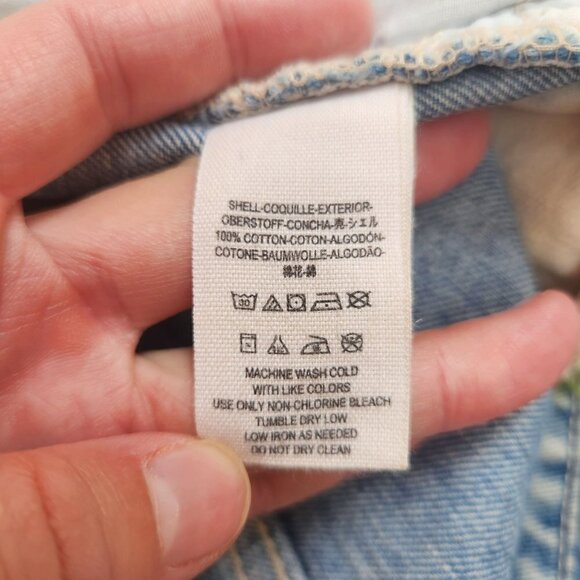 SHELL-COQUILLE-EXTERIOR-
OBERSTOFF-CONCHA-売-シェル
100% COTTON-COTON-ALGODÓN-
COTONE-BAUMWOLLE-ALGODÃO-
棉花-綿
30
MACHINE WASH COLD
WITH LIKE COLORS
USE ONLY NON-CHLORINE BLEACH
TUMBLE DRY LOW
LOW IRON AS NEEDED
DO NOT DRY CLEAN